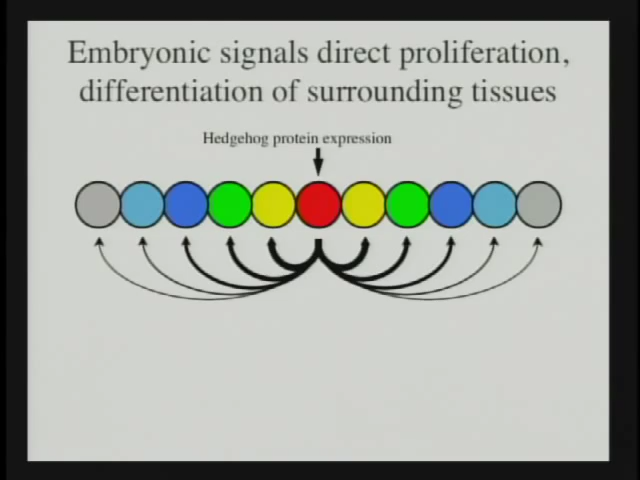 Embryonic signals direct proliferation,
differentiation of surrounding tissues
Hedgehog protein expression